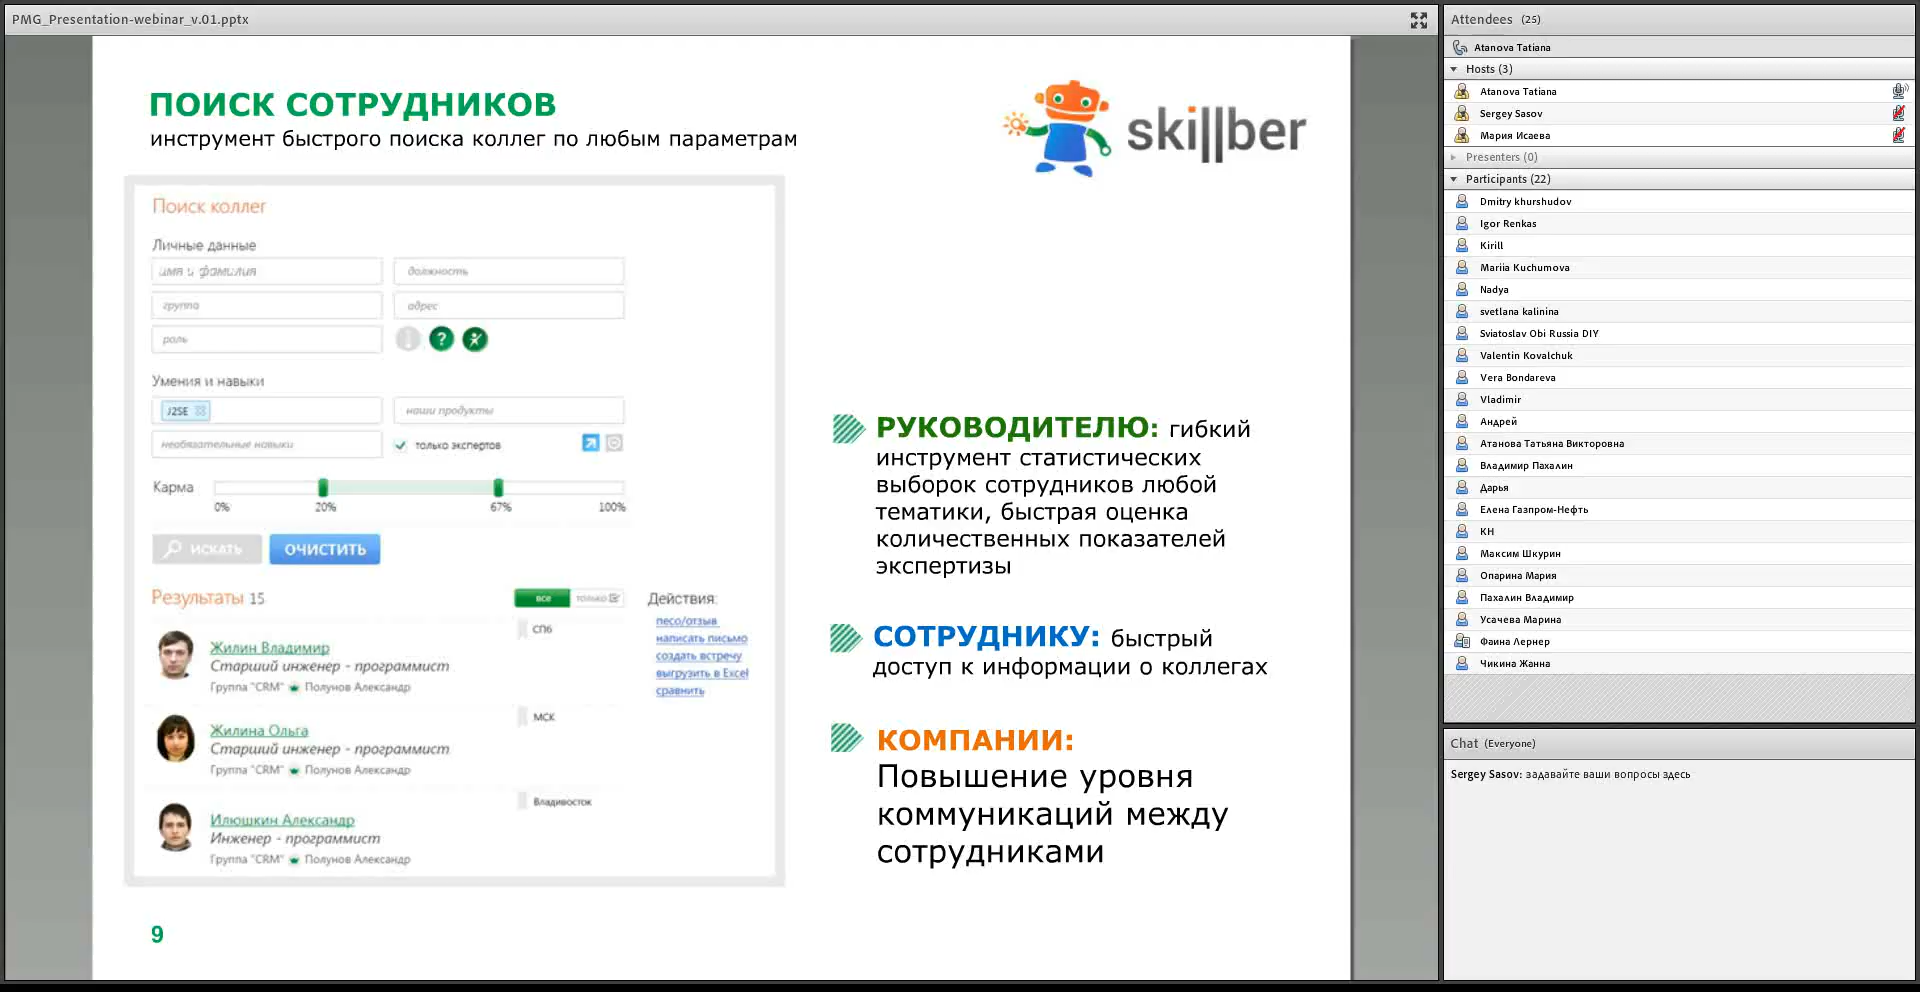 PMG_Presentation-webinar_v.01.pptx
ПОИСК СОТРУДНИКОВ
инструмент быстрого поиска коллег по любым параметрам
skillber
Поиск коллег
Личные данные
имя и фамилия
должность
группа
адрес
роль
?
Умения и навыки
J2SE
наши продукты
необязательные навыки
только экспертов
Карма
0%
20%
67%
100%
ИСКАТЬ
ОЧИСТИТЬ
Результаты 15
все
только
Действия:
песо/отзыв
написать письмо
создать встречу
выгрузить в Excel
сравнить
СПб
Жилин Владимир
Старший инженер - программист
Группа "CRM" Полунов Александр
МСК
Жилина Ольга
Старший инженер - программист
Группа "CRM" Полунов Александр
Владивосток
Илюшкин Александр
Инженер - программист
Группа "CRM" Полунов Александр
РУКОВОДИТЕЛЮ: гибкий
инструмент статистических
выборок сотрудников любой
тематики, быстрая оценка
количественных показателей
экспертизы
СОТРУДНИКУ: быстрый
доступ к информации о коллегах
КОМПАНИИ:
Повышение уровня
коммуникаций между
сотрудниками
9
Attendees (25)
Atanova Tatiana
Hosts (3)
Atanova Tatiana
Sergey Sasov
Мария Исаева
Presenters (0)
Participants (22)
Dmitry khurshudov
Igor Renkas
Kirill
Mariia Kuchumova
Nadya
svetlana kalinina
Sviatoslav Obi Russia DIY
Valentin Kovalchuk
Vera Bondareva
Vladimir
Андрей
Атанова Татьяна Викторовна
Владимир Пахалин
Дарья
Елена Газпром-Нефть
КН
Максим Шкурин
Опарина Мария
Пахалин Владимир
Усачева Марина
Фаина Лернер
Чикина Жанна
Chat (Everyone)
Sergey Sasov: задавайте ваши вопросы здесь